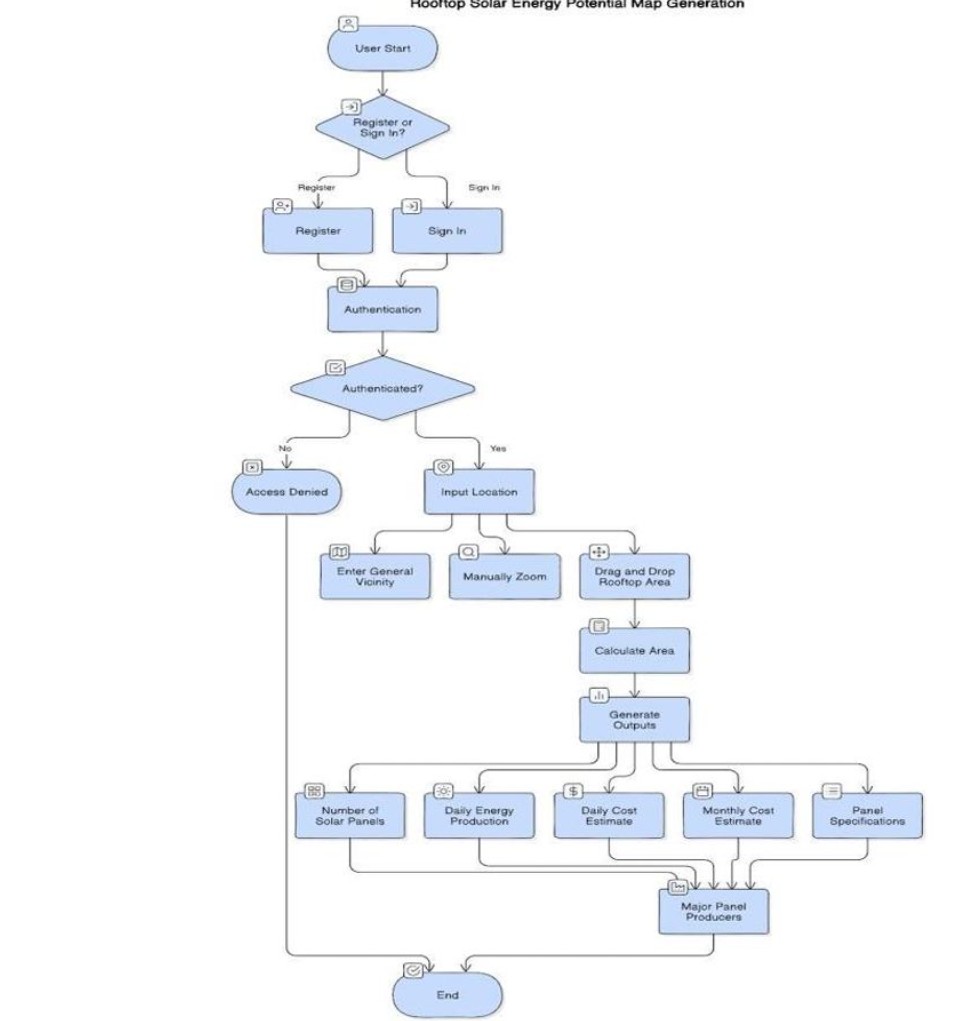 Rooftop Solar Energy Potential Map Generation
User Start
Register or
Sign In?
Register
Sign In
Register
Sign In
Authentication
Authenticated?
No
Yes
Access Denied
Input Location
Enter General
Vicinity
Manually Zoom
Drag and Drop
Rooftop Area
Calculate Area
Generate
Outputs
Number of
Solar Panels
Daily Energy
Production
Daily Cost
Estimate
Monthly Cost
Estimate
Panel
Specifications
Major Panel
Producers
End